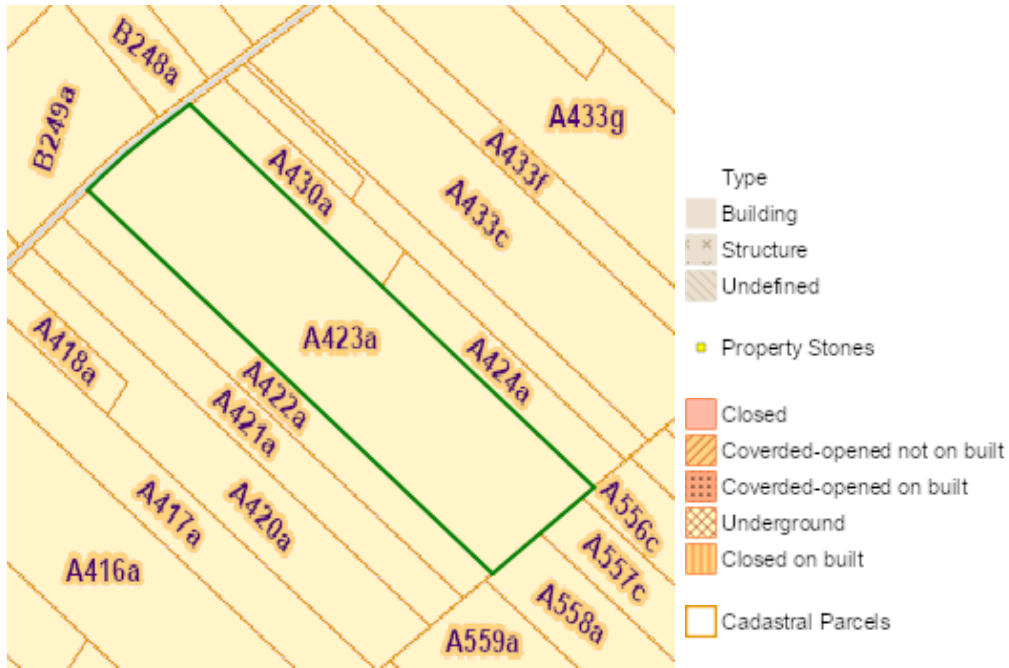 B248a
B249a
A433g
A433f
A430a
A433c
A423a
A418a
A424a
A422a
A421a
A417a
A420a
A556c
A557c
A416a
A558a
A559a
Type
Building
Structure
Undefined
Property Stones
Closed
Coverded-opened not on built
Coverded-opened on built
Underground
Closed on built
Cadastral Parcels